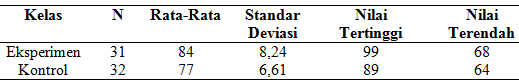 Kelas N Rata-Rata Standar Deviasi Nilai Tertinggi Nilai Terendah
Eksperimen 31 84 8,24 99 68
Kontrol 32 77 6,61 89 64